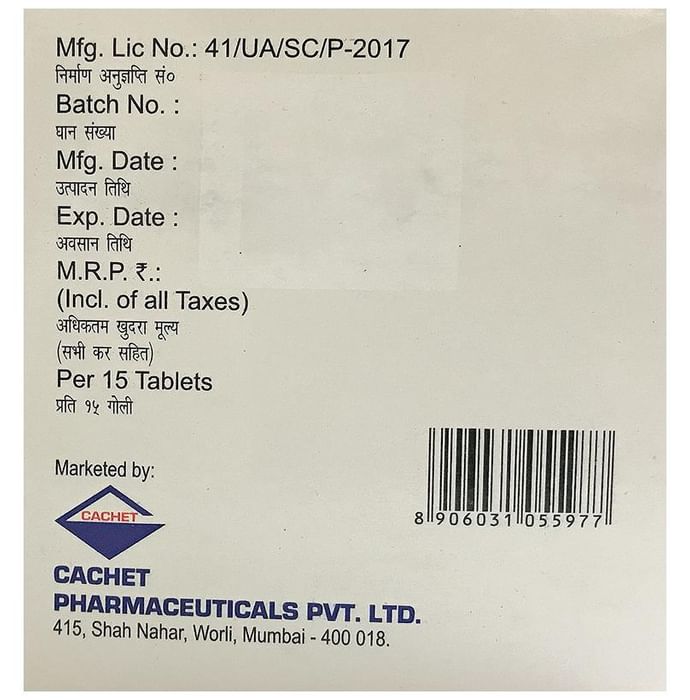 Mfg. Lic No.: 41/UA/SC/P-2017
निर्माण अनुज्ञप्ति सं०
Batch No. :
घान संख्या
Mfg. Date :
उत्पादन तिथि
Exp. Date :
अवसान तिथि
M.R.P. ₹.:
(Incl. of all Taxes)
अधिकतम खुदरा मूल्य
(सभी कर सहित)
Per 15 Tablets
प्रति १५ गोली
8 906031 055977
Marketed by:
CACHET
CACHET
PHARMACEUTICALS PVT. LTD.
415, Shah Nahar, Worli, Mumbai - 400 018.